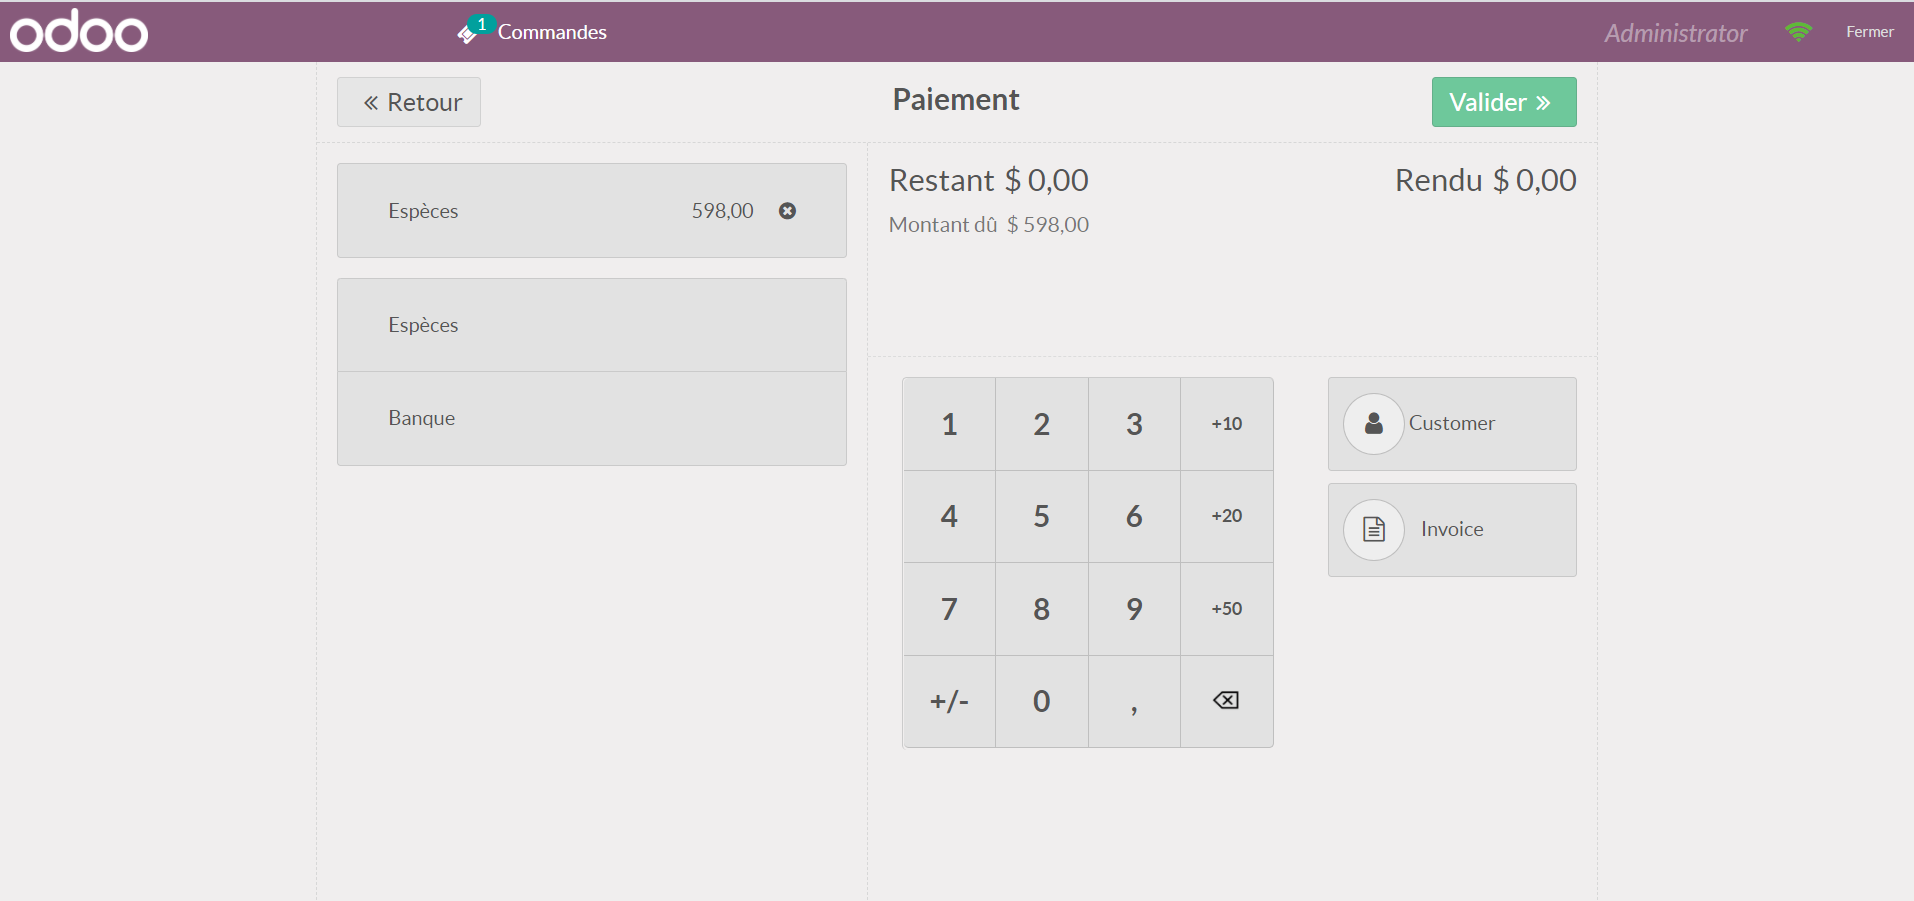 odoo
1 Commandes
Administrator
Fermer
« Retour
Paiement
Valider »
Espèces 598,00
Espèces
Banque
Restant $ 0,00
Rendu $ 0,00
Montant dû $ 598,00
1 2 3 +10
4 5 6 +20
7 8 9 +50
+/- 0 ,
Customer
Invoice